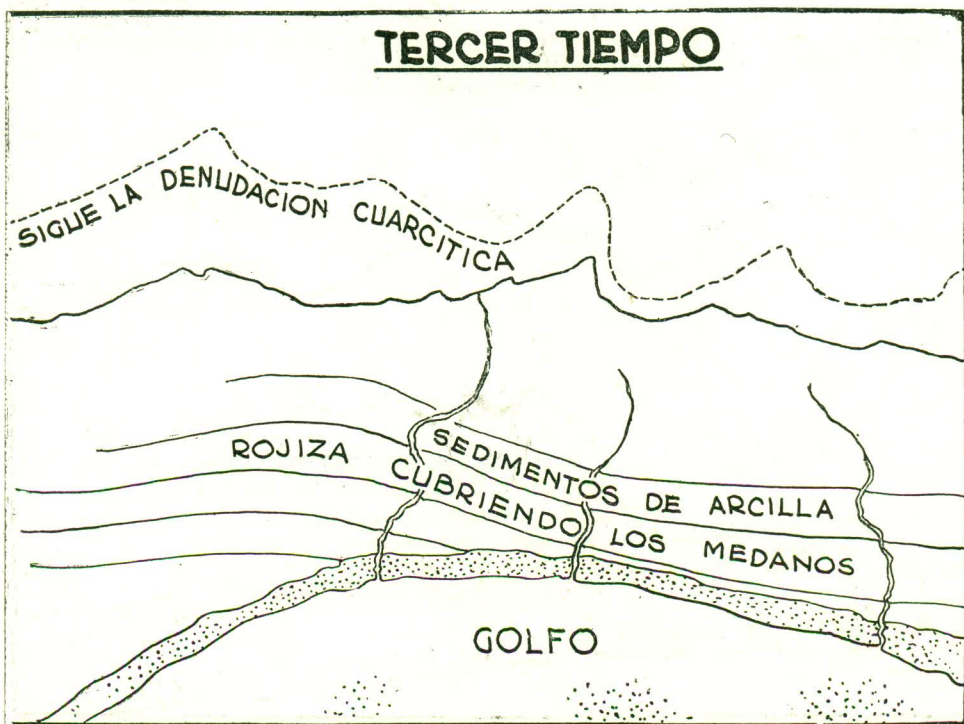 TERCER TIEMPO
SIGUE LA DENUDACION CUARCITICA
SEDIMENTOS DE ARCILLA
ROJIZA CUBRIENDO LOS MEDANOS
GOLFO